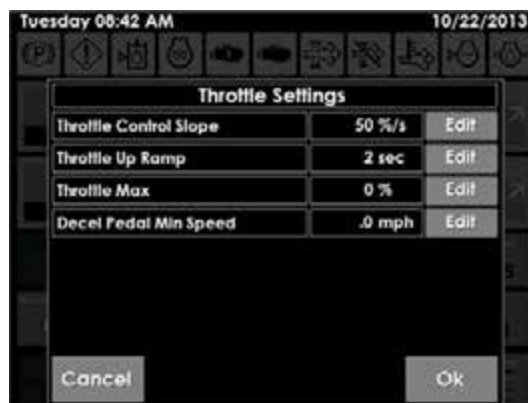 Tuesday 08:42 AM 10/22/2013
Throttle Settings
Throttle Control Slope 50 %/s Edit
Throttle Up Ramp 2 sec Edit
Throttle Max 0 % Edit
Decel Pedal Min Speed .0 mph Edit
Cancel Ok